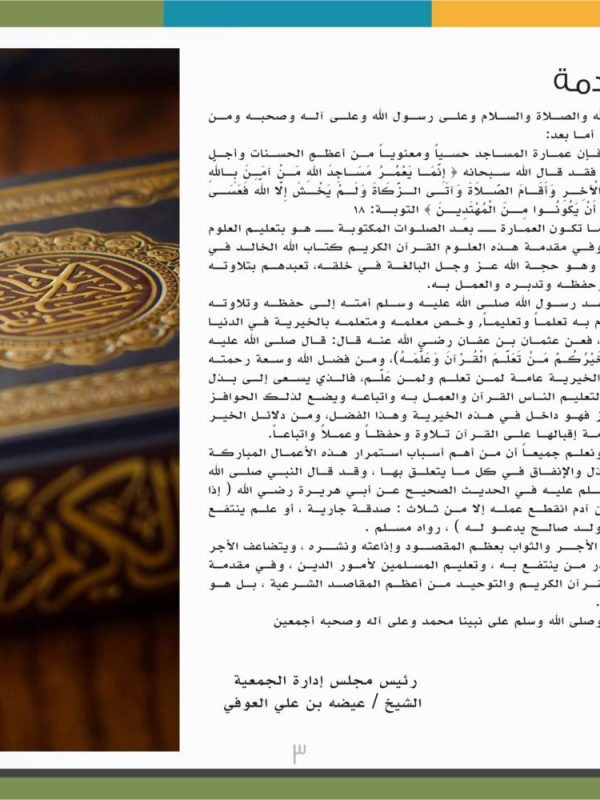 دمة
له والصلاة والسلام وعلى رسول الله وعلى آله وصحبه ومن
أما بعد:
فإن عمارة المساجد حسياً ومعنوياً من أعظم الحسنات وأجل
فقد قال الله سبحانه ﴿ إِنَّمَا يَعْمُرُ مَسَاجِدَ اللهِ مَنْ آمَنَ بِاللهِ
الْآخِرِ وَأَقَامَ الصَّلَاةَ وَآتَى الزَّكَاةَ وَلَمْ يَخْشَ إِلَّا اللهَ فَعَسَى
أَنْ يَكُونُوا مِنَ الْمُهْتَدِينَ ﴾ التوبة: ١٨
ما تكون العمارة ــ بعد الصلوات المكتوبة ــ هو بتعليم العلوم
وفي مقدمة هذه العلوم القرآن الكريم كتاب الله الخالد في
وهو حجة الله عز وجل البالغة في خلقه، تعبدهم بتلاوته
وحفظه وتدبره والعمل به.
شد رسول الله صلى الله عليه وسلم أمته إلى حفظه وتلاوته
م به تعلماً وتعليماً، وخص معلمه ومتعلمه بالخيرية في الدنيا
، فعن عثمان بن عفان رضي الله عنه قال: قال صلى الله عليه
خَيْرُكُمْ مَنْ تَعَلَّمَ الْقُرْآنَ وَعَلَّمَهُ)، ومن فضل الله وسعة رحمته
الخيرية عامة لمن تعلم ولمن علّم، فالذي يسعى إلى بذل
لتعليم الناس القرآن والعمل به واتباعه ويضع لذلك الحوافز
ز فهو داخل في هذه الخيرية وهذا الفضل، ومن دلائل الخير
مة إقبالها على القرآن تلاوة وحفظاً وعملاً واتباعاً.
ونعلم جميعاً أن من أهم أسباب استمرار هذه الأعمال المباركة
ذل والإنفاق في كل ما يتعلق بها ، وقد قال النبي صلى الله
سلم عليه في الحديث الصحيح عن أبي هريرة رضي الله ( إذا
ن آدم انقطع عمله إلا من ثلاث : صدقة جارية ، أو علم ينتفع
ولد صالح يدعو له ) ، رواه مسلم .
الأجر والثواب بعظم المقصود وإذاعته ونشره ، ويتضاعف الأجر
ور من ينتفع به ، وتعليم المسلمين لأمور الدين ، وفي مقدمة
قرآن الكريم والتوحيد من أعظم المقاصد الشرعية ، بل هو
.
وصلى الله وسلم على نبينا محمد وعلى آله وصحبه أجمعين
رئيس مجلس إدارة الجمعية
الشيخ / عيضه بن علي العوفي
٣